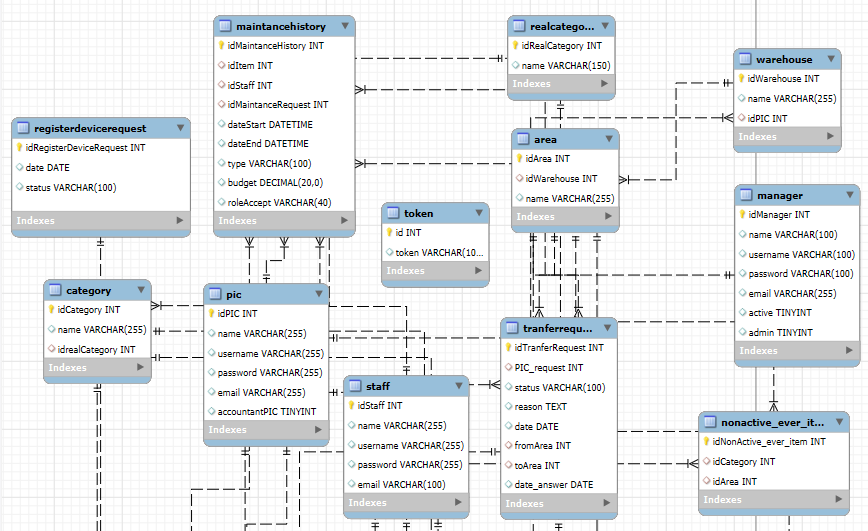 maintancehistory
idMaintanceHistory INT
idItem INT
idStaff INT
idMaintanceRequest INT
dateStart DATETIME
dateEnd DATETIME
type VARCHAR(100)
budget DECIMAL(20,0)
roleAccept VARCHAR(40)
Indexes
realcatego...
idRealCategory INT
name VARCHAR(150)
Indexes
warehouse
idWarehouse INT
name VARCHAR(255)
idPIC INT
Indexes
registerdevicerequest
idRegisterDeviceRequest INT
date DATE
status VARCHAR(100)
Indexes
area
idArea INT
idWarehouse INT
name VARCHAR(255)
Indexes
token
id INT
token VARCHAR(10...
Indexes
manager
idManager INT
name VARCHAR(100)
username VARCHAR(100)
password VARCHAR(100)
email VARCHAR(255)
active TINYINT
admin TINYINT
Indexes
category
idCategory INT
name VARCHAR(255)
idrealCategory INT
Indexes
pic
idPIC INT
name VARCHAR(255)
username VARCHAR(255)
password VARCHAR(255)
email VARCHAR(255)
accountantPIC TINYINT
Indexes
tranferrequ...
idTranferRequest INT
PIC_request INT
status VARCHAR(100)
reason TEXT
date DATE
fromArea INT
toArea INT
date_answer DATE
Indexes
staff
idStaff INT
name VARCHAR(255)
username VARCHAR(255)
password VARCHAR(255)
email VARCHAR(100)
Indexes
nonactive_ever_it...
idNonActive_ever_item INT
idCategory INT
idArea INT
Indexes